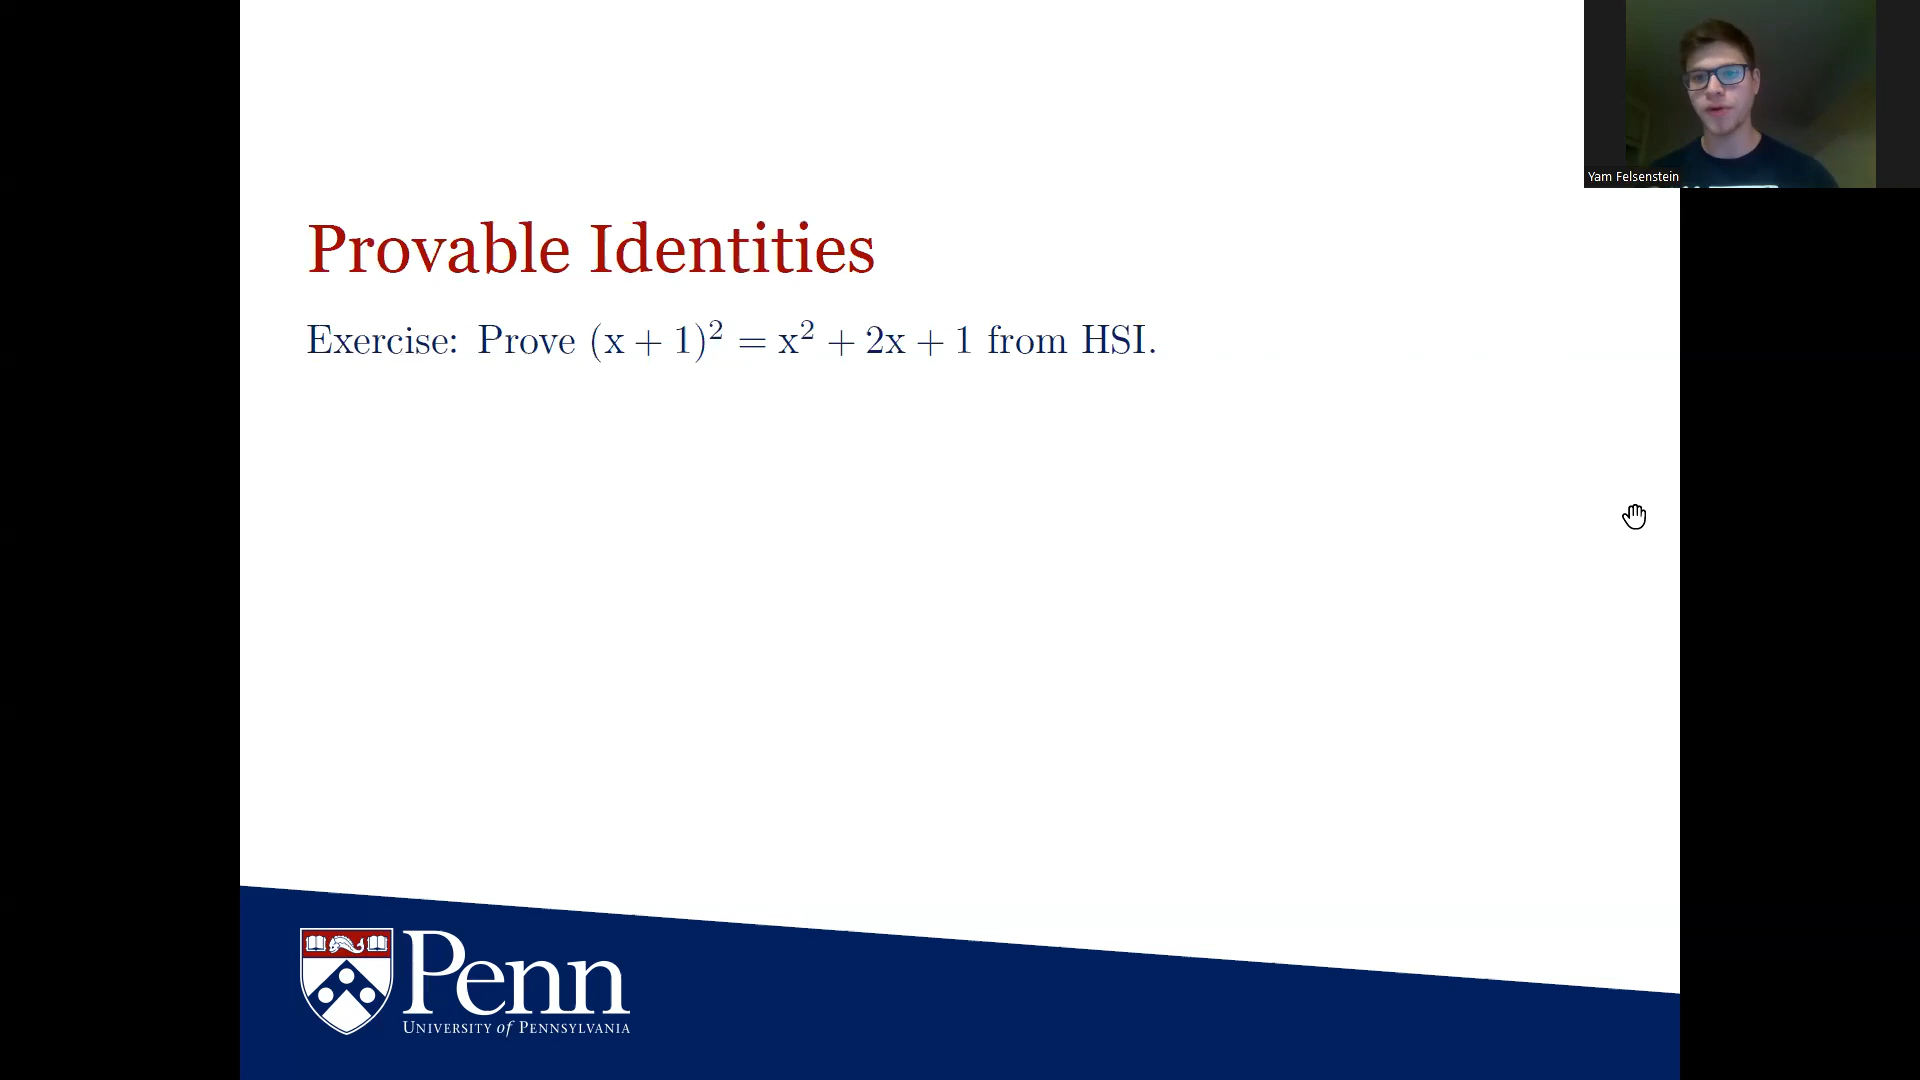 Yam Felsenstein
Provable Identities
Exercise: Prove (x + 1)² = x² + 2x + 1 from HSI.
Penn
UNIVERSITY of PENNSYLVANIA